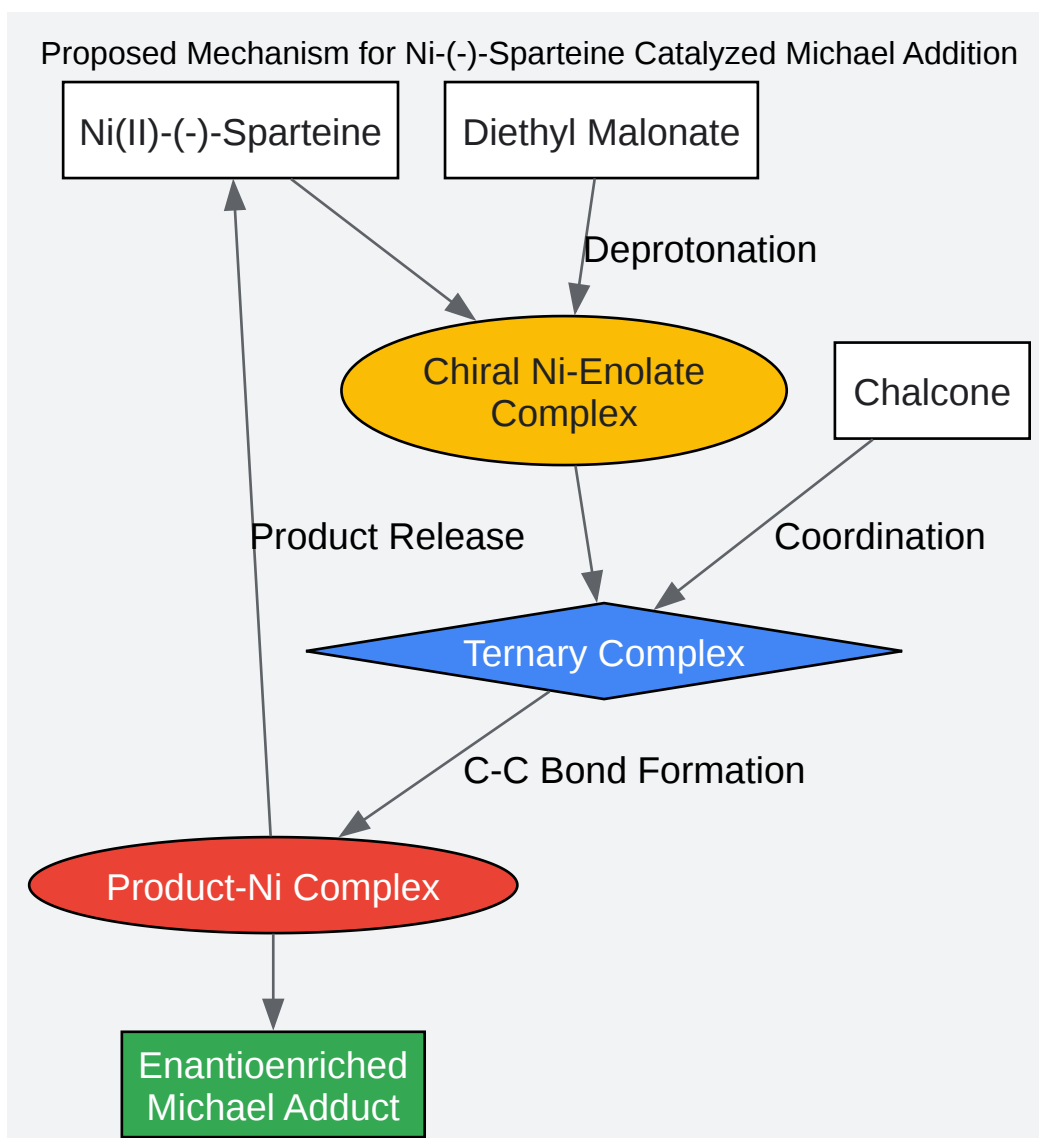 Proposed Mechanism for Ni-(-)-Sparteine Catalyzed Michael Addition
Ni(II)-(-)-Sparteine
Diethyl Malonate
Deprotonation
Chiral Ni-Enolate
Complex
Chalcone
Product Release
Coordination
Ternary Complex
C-C Bond Formation
Product-Ni Complex
Enantioenriched
Michael Adduct